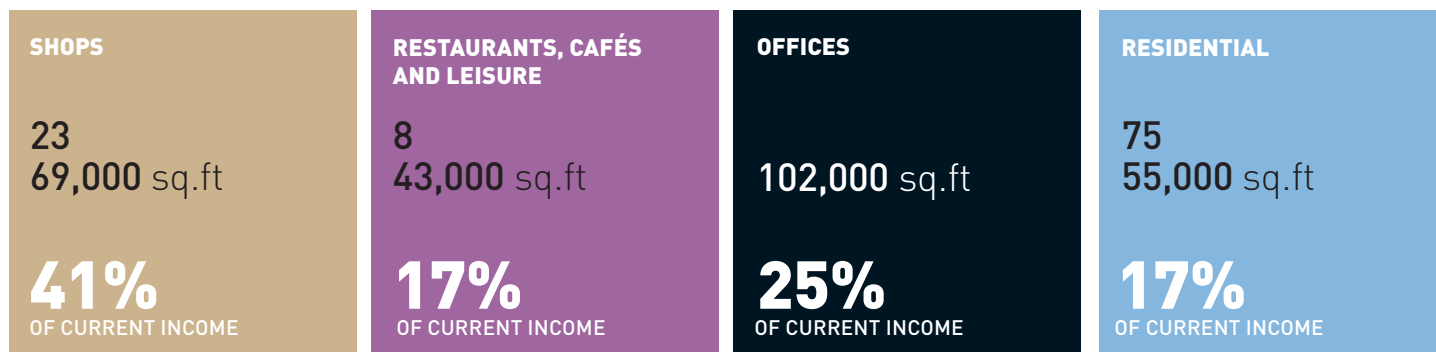 SHOPS
23
69,000 sq.ft
41%
OF CURRENT INCOME
RESTAURANTS, CAFÉS
AND LEISURE
8
43,000 sq.ft
17%
OF CURRENT INCOME
OFFICES
102,000 sq.ft
25%
OF CURRENT INCOME
RESIDENTIAL
75
55,000 sq.ft
17%
OF CURRENT INCOME